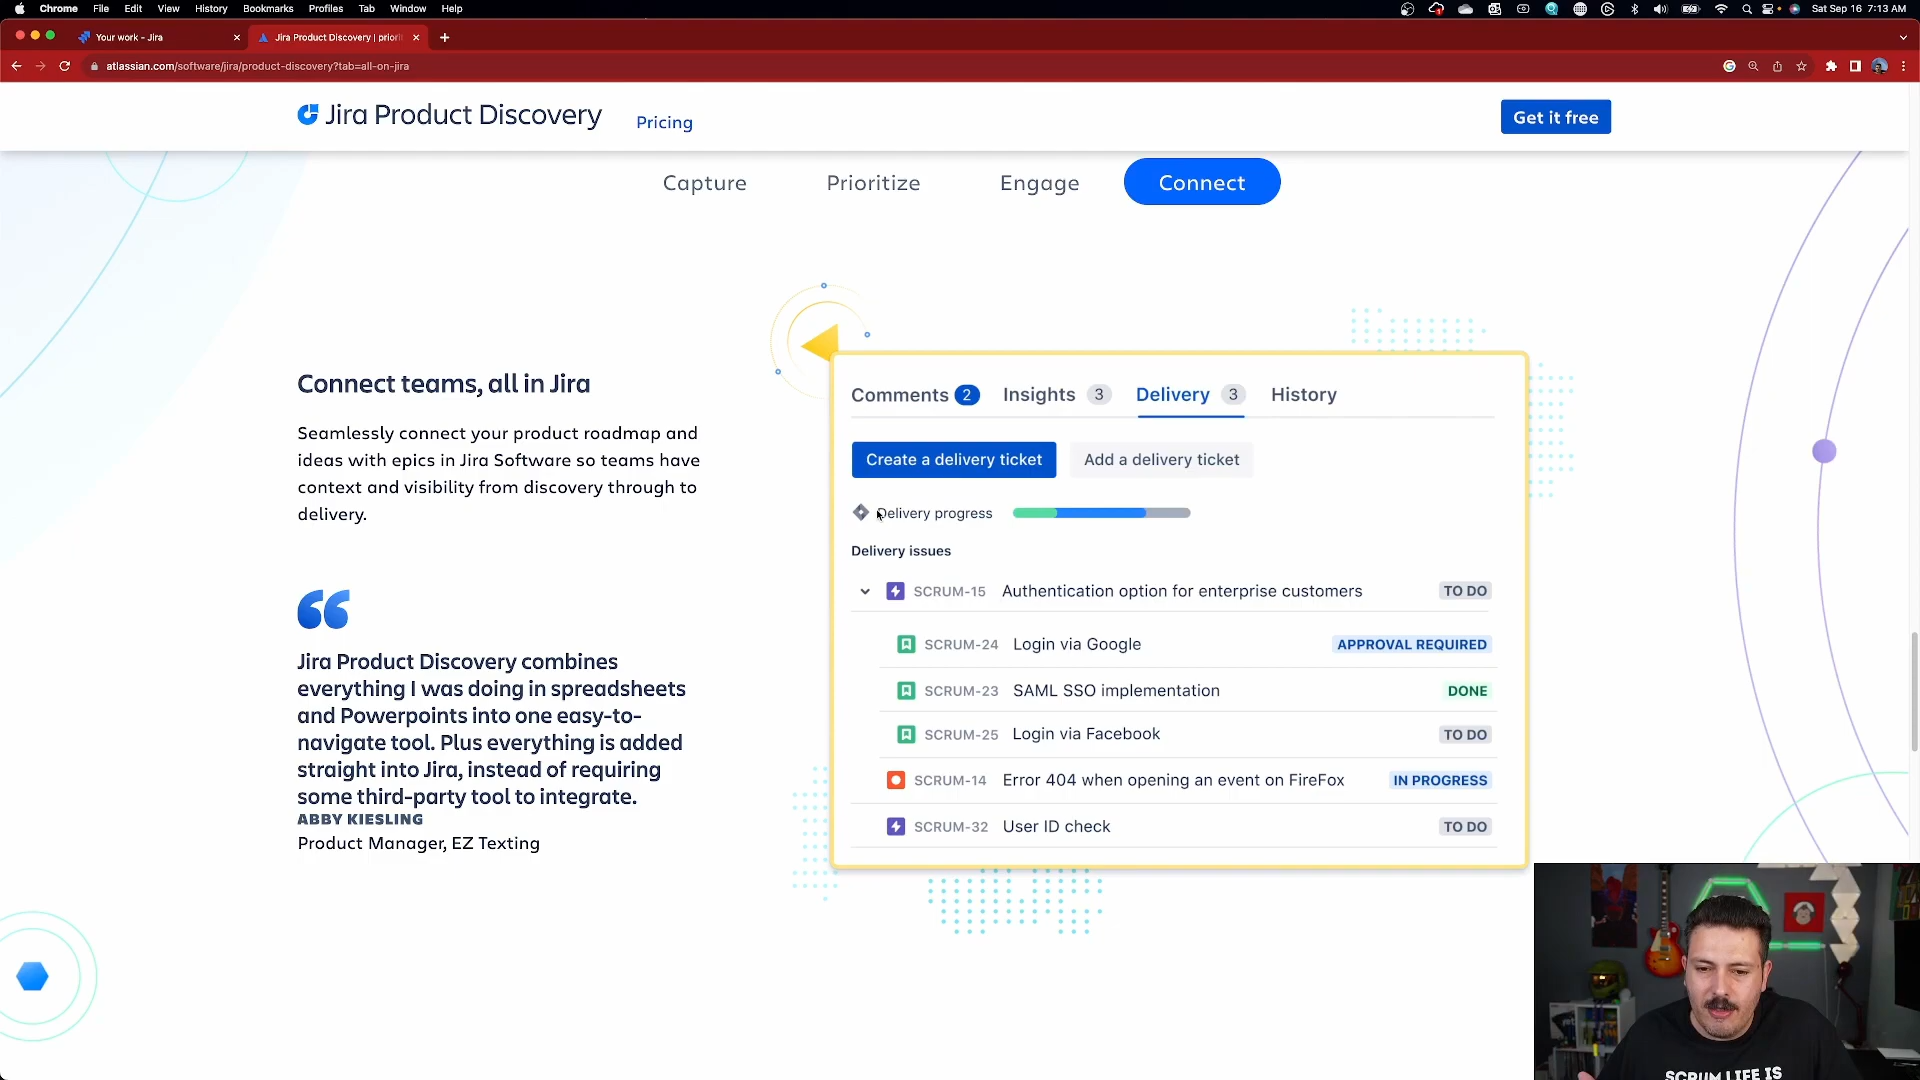 Chrome File Edit View History Bookmarks Profiles Tab Window Help
Sat Sep 16 7:13 AM
Your work - Jira
Jira Product Discovery | priori
atlassian.com/software/jira/product-discovery?tab=all-on-jira
Jira Product Discovery
Pricing
Get it free
Capture
Prioritize
Engage
Connect
Connect teams, all in Jira
Seamlessly connect your product roadmap and
ideas with epics in Jira Software so teams have
context and visibility from discovery through to
delivery.
Jira Product Discovery combines
everything I was doing in spreadsheets
and Powerpoints into one easy-to-
navigate tool. Plus everything is added
straight into Jira, instead of requiring
some third-party tool to integrate.
ABBY KIESLING
Product Manager, EZ Texting
Comments 2 Insights 3 Delivery 3 History
Create a delivery ticket Add a delivery ticket
Delivery progress
Delivery issues
SCRUM-15 Authentication option for enterprise customers TO DO
SCRUM-24 Login via Google APPROVAL REQUIRED
SCRUM-23 SAML SSO implementation DONE
SCRUM-25 Login via Facebook TO DO
SCRUM-14 Error 404 when opening an event on FireFox IN PROGRESS
SCRUM-32 User ID check TO DO
SCRUM LIFE IS